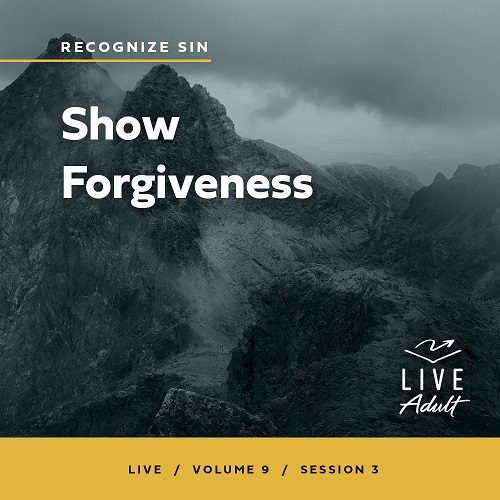 RECOGNIZE SIN
Show
Forgiveness
LIVE
Adult
LIVE / VOLUME 9 / SESSION 3